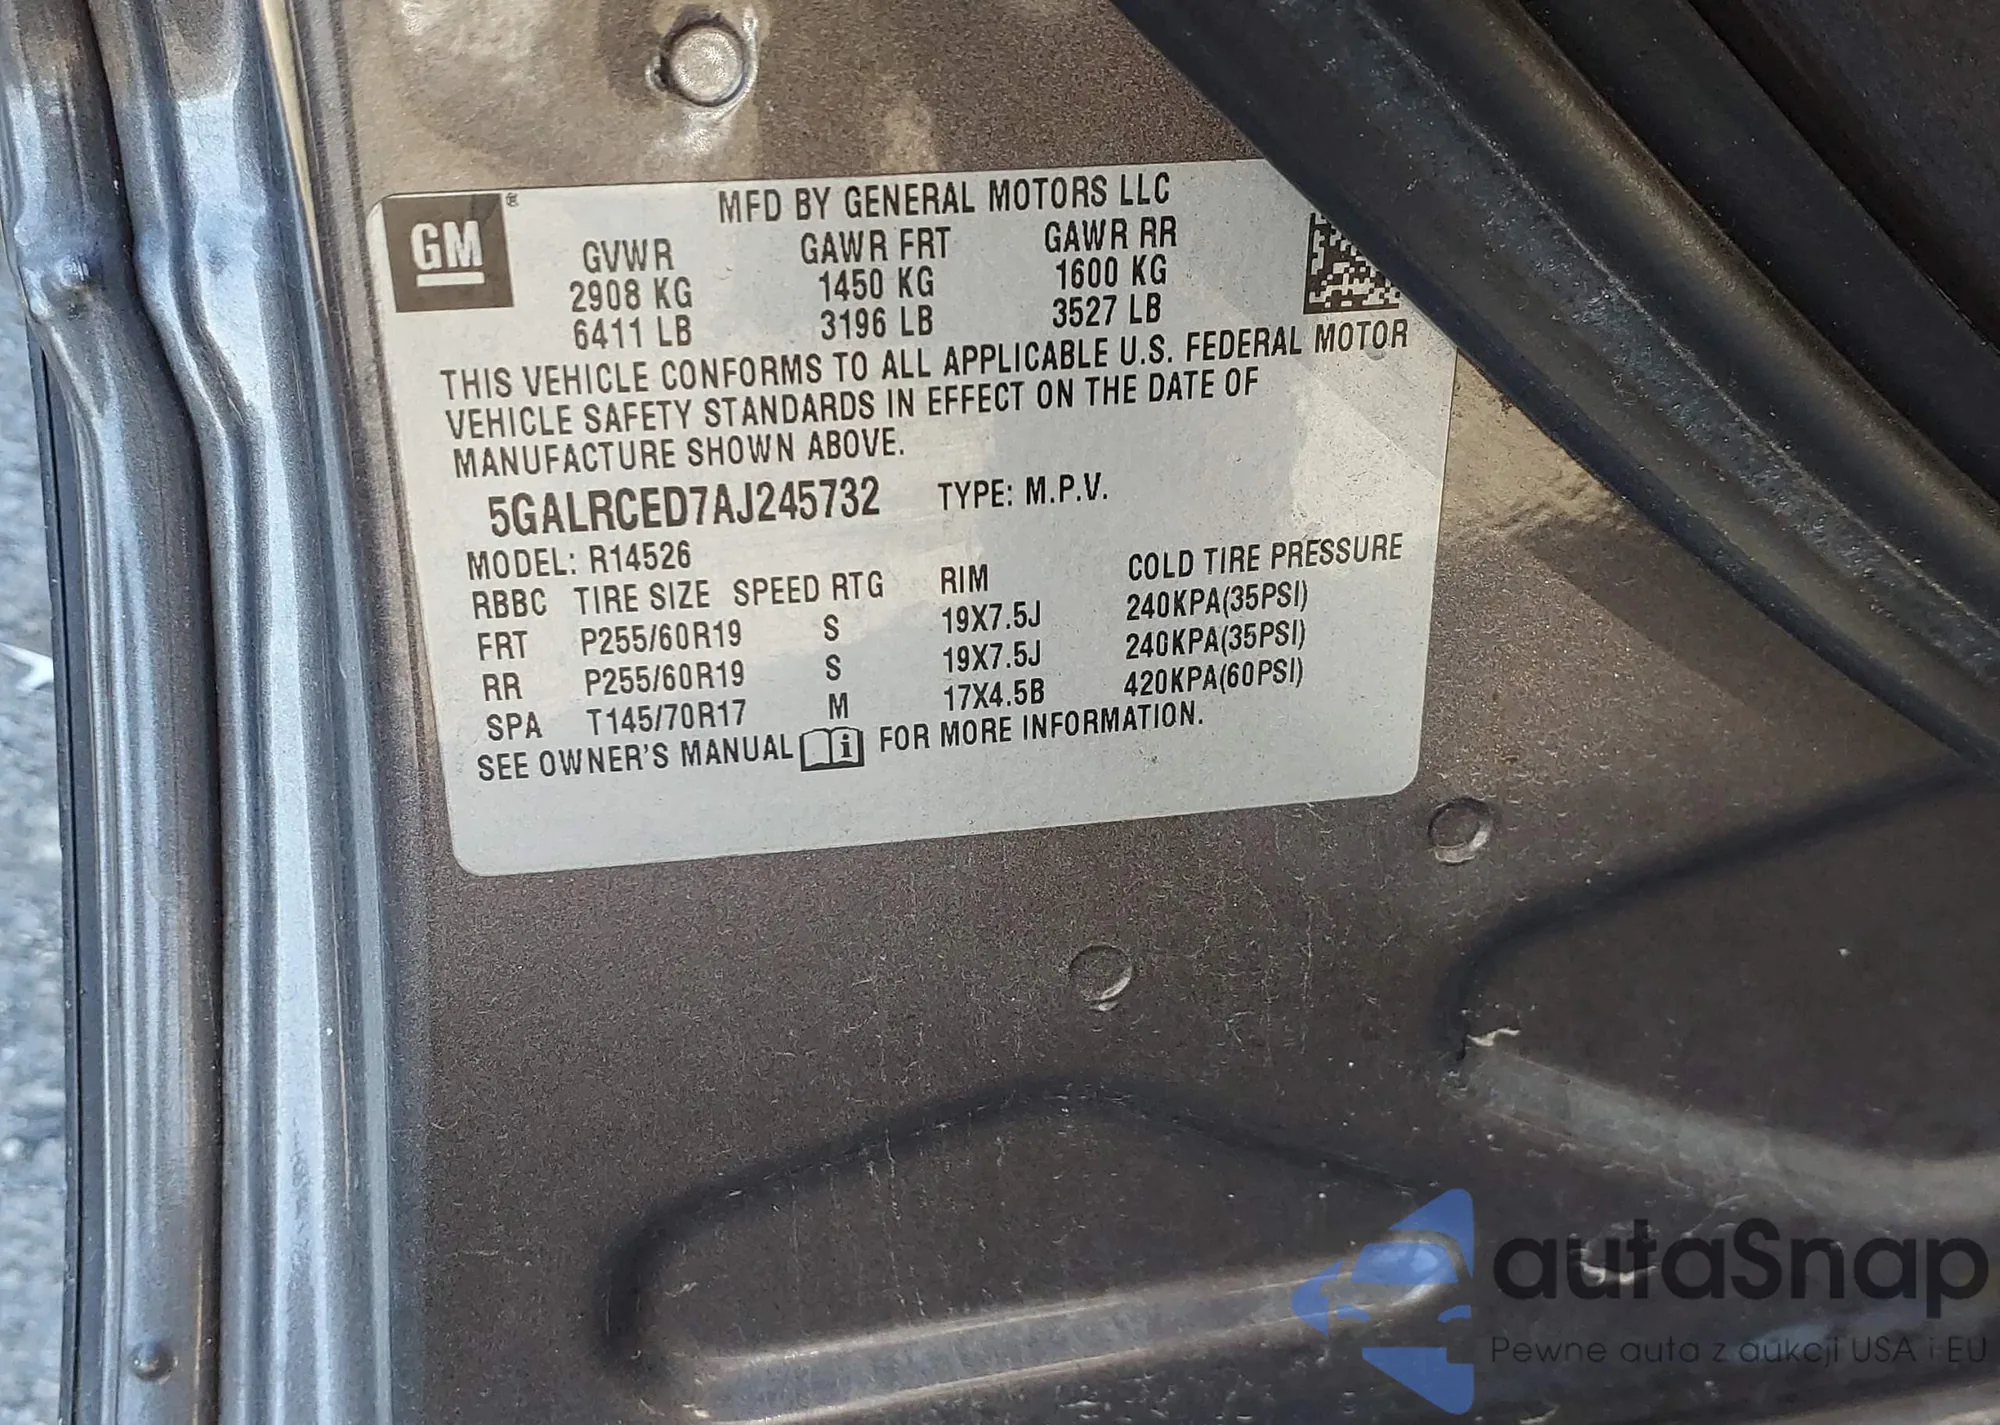 GM®
MFD BY GENERAL MOTORS LLC
GVWR GAWR FRT GAWR RR
2908 KG 1450 KG 1600 KG
6411 LB 3196 LB 3527 LB
THIS VEHICLE CONFORMS TO ALL APPLICABLE U.S. FEDERAL MOTOR
VEHICLE SAFETY STANDARDS IN EFFECT ON THE DATE OF
MANUFACTURE SHOWN ABOVE.
5GALRCED7AJ245732 TYPE: M.P.V.
MODEL: R14526
RBBC TIRE SIZE SPEED RTG RIM COLD TIRE PRESSURE
FRT P255/60R19 S 19X7.5J 240KPA(35PSI)
RR P255/60R19 S 19X7.5J 240KPA(35PSI)
SPA T145/70R17 M 17X4.5B 420KPA(60PSI)
SEE OWNER'S MANUAL i FOR MORE INFORMATION.
autaSnap
Pewne auta z aukcji USA i EU